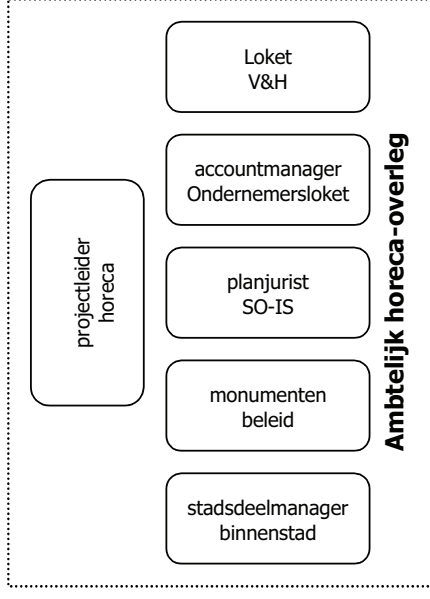 projectleider
horeca
Loket
V&H
accountmanager
Ondernemersloket
planjurist
SO-IS
monumenten
beleid
stadsdeelmanager
binnenstad
Ambtelijk horeca-overleg